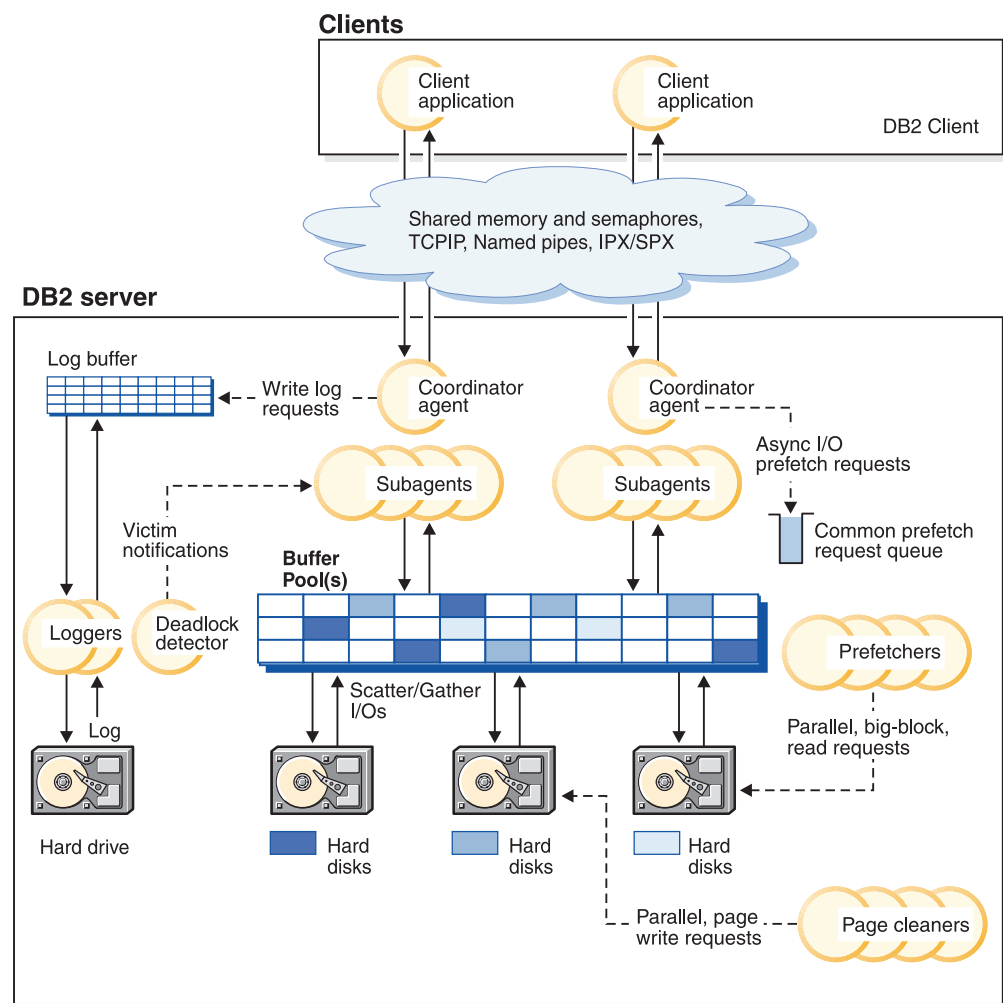 Clients
Client
application
Client
application
DB2 Client
Shared memory and semaphores,
TCPIP, Named pipes, IPX/SPX
DB2 server
Log buffer
Write log
requests
Coordinator
agent
Coordinator
agent
Async I/O
prefetch requests
Subagents
Subagents
Victim
notifications
Common prefetch
request queue
Buffer
Pool(s)
Loggers
Deadlock
detector
Prefetchers
Scatter/Gather
I/Os
Log
Parallel, big-block,
read requests
Hard drive
Hard
disks
Hard
disks
Hard
disks
Parallel, page
write requests
Page cleaners